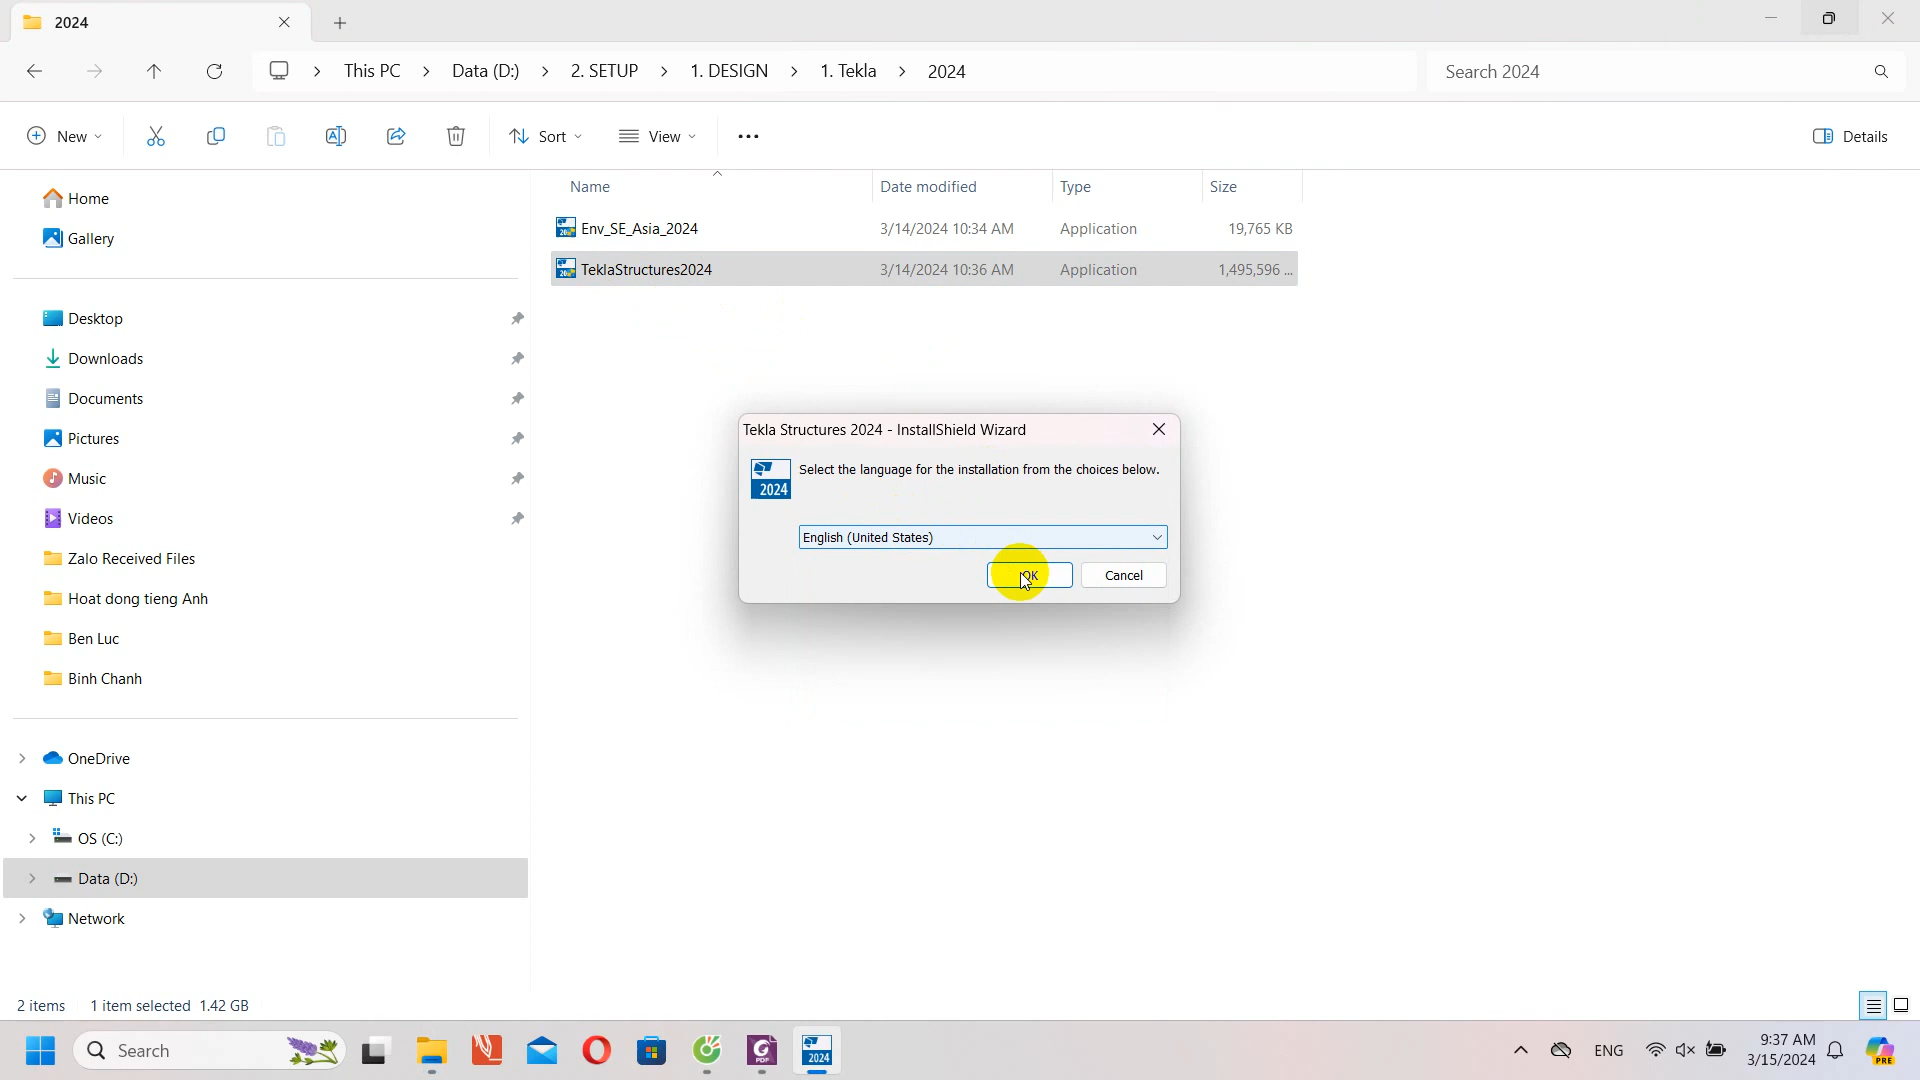 2024
This PC
Data (D:)
2. SETUP
1. DESIGN
1. Tekla
2024
Search 2024
New
Sort
View
Details
Name
Date modified
Type
Size
Env_SE_Asia_2024
3/14/2024 10:34 AM
Application
19,765 KB
TeklaStructures2024
3/14/2024 10:36 AM
Application
1,495,596 ...
Home
Gallery
Desktop
Downloads
Documents
Pictures
Music
Videos
Zalo Received Files
Hoat dong tieng Anh
Ben Luc
Binh Chanh
OneDrive
This PC
OS (C:)
Data (D:)
Network
Tekla Structures 2024 - InstallShield Wizard
2024
Select the language for the installation from the choices below.
English (United States)
OK
Cancel
2 items
1 item selected 1.42 GB
Search
PDF
2024
ENG
9:37 AM
3/15/2024
PRE